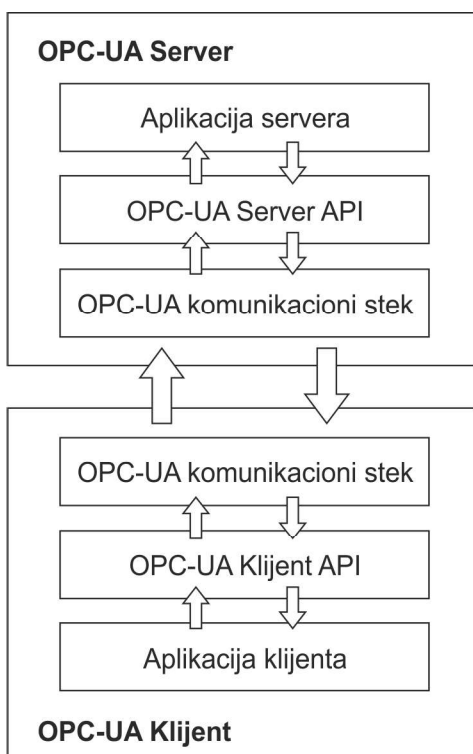 OPC-UA Server
Aplikacija servera
OPC-UA Server API
OPC-UA komunikacioni stek
OPC-UA komunikacioni stek
OPC-UA Klijent API
Aplikacija klijenta
OPC-UA Klijent